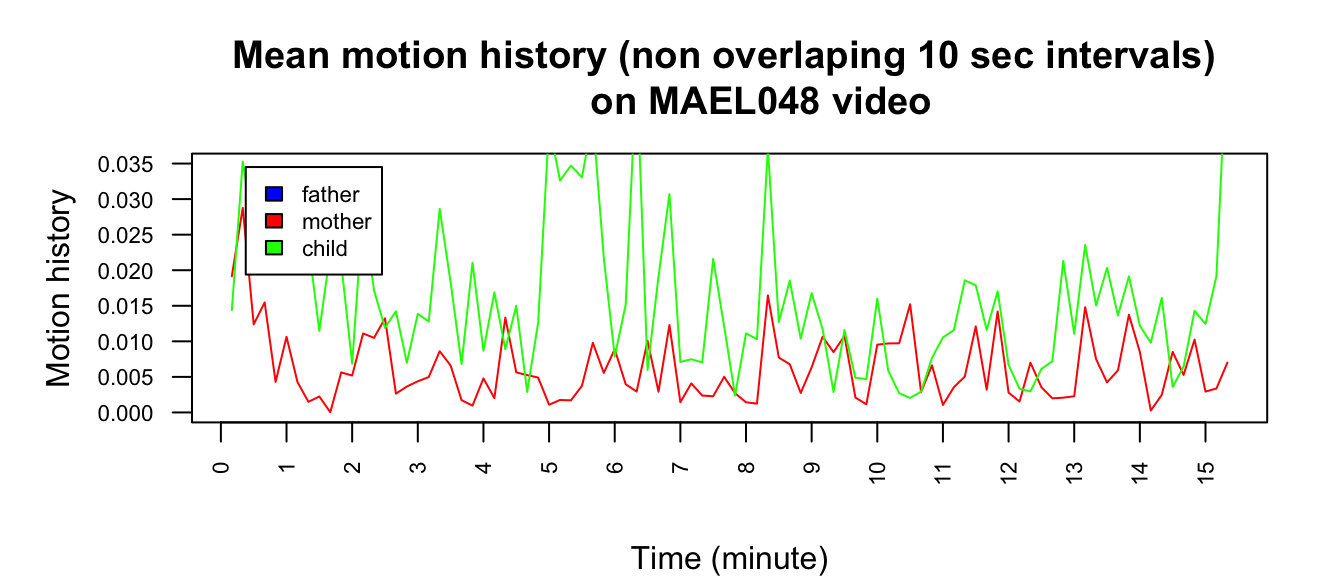 Mean motion history (non overlaping 10 sec intervals)
on MAEL048 video
Motion history
0.035
0.030
0.025
0.020
0.015
0.010
0.005
0.000
father
mother
child
0 1 2 3 4 5 6 7 8 9 10 11 12 13 14 15
Time (minute)